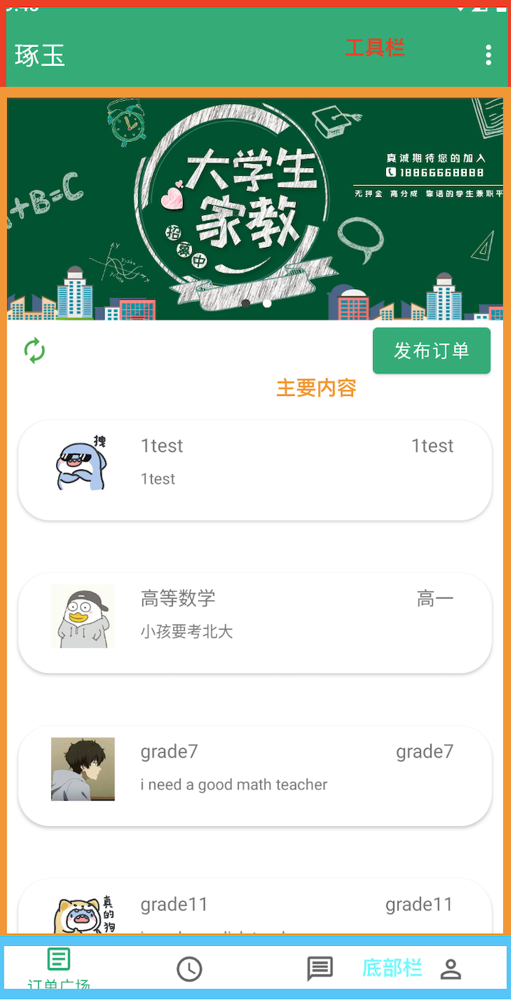 琢玉
工具栏
A+B=C
大学生
家教
招募中
真诚期待您的加入
18866668888
无押金 高分成 靠谱的学生兼职平
发布订单
主要内容
拽
1test
1test
1test
高等数学
高一
小孩要考北大
grade7
grade7
i need a good math teacher
真的狗
grade11
grade11
订单广场
底部栏